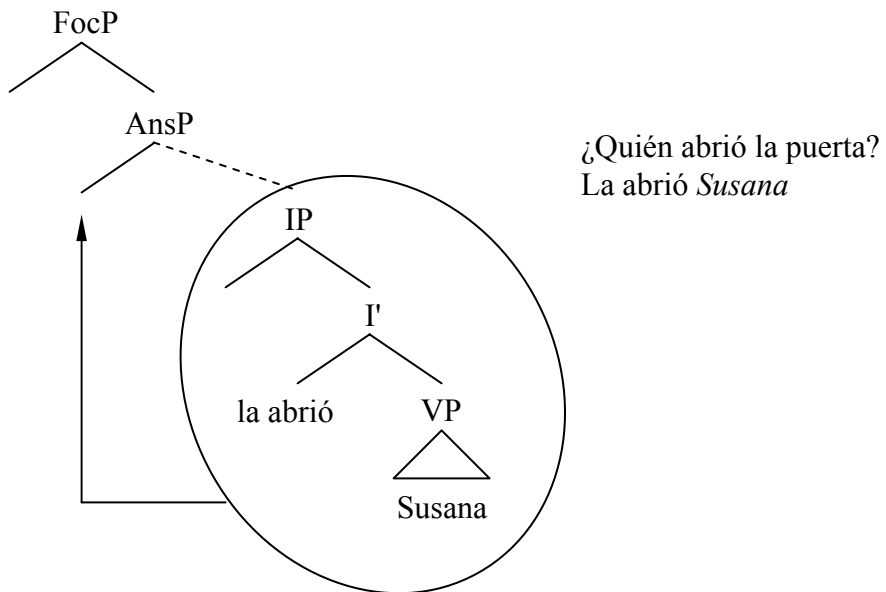 FocP
AnsP
¿Quién abrió la puerta?
La abrió Susana
IP
I'
la abrió
VP
Susana